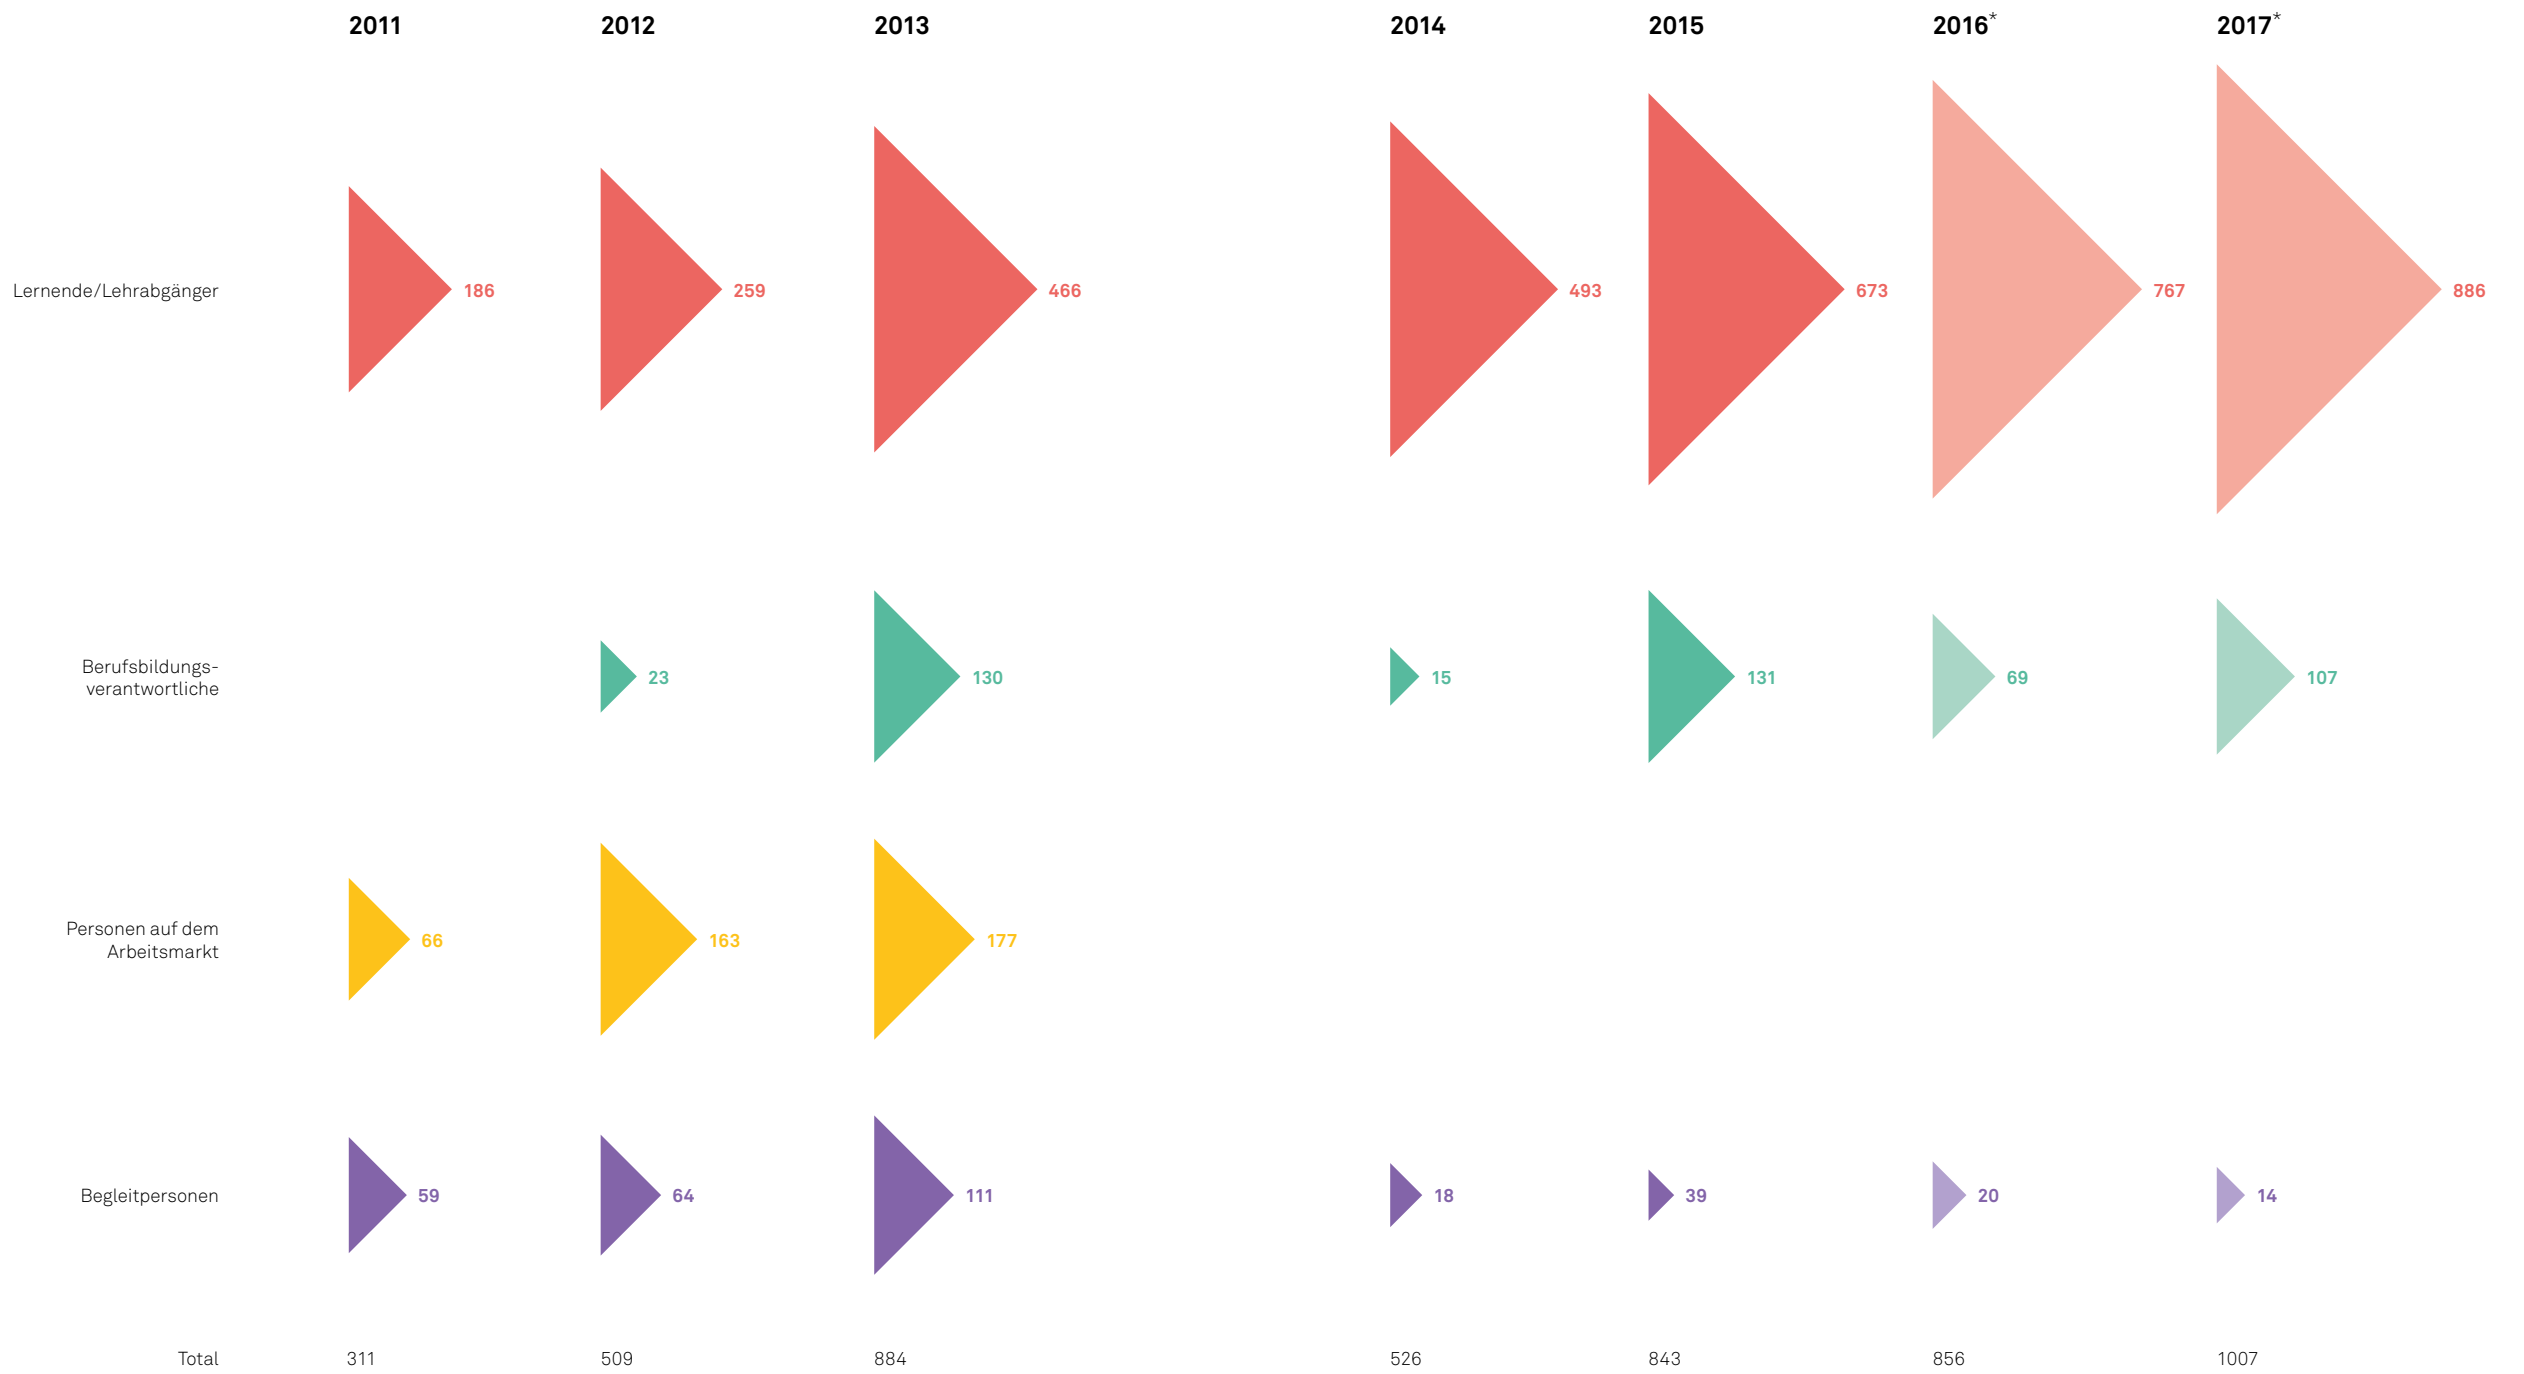 2011 2012 2013 2014 2015 2016* 2017*
Lernende/Lehrabgänger 186 259 466 493 673 767 886
Berufsbildungs-
verantwortliche 23 130 15 131 69 107
Personen auf dem
Arbeitsmarkt 66 163 177
Begleitpersonen 59 64 111 18 39 20 14
Total 311 509 884 526 843 856 1007